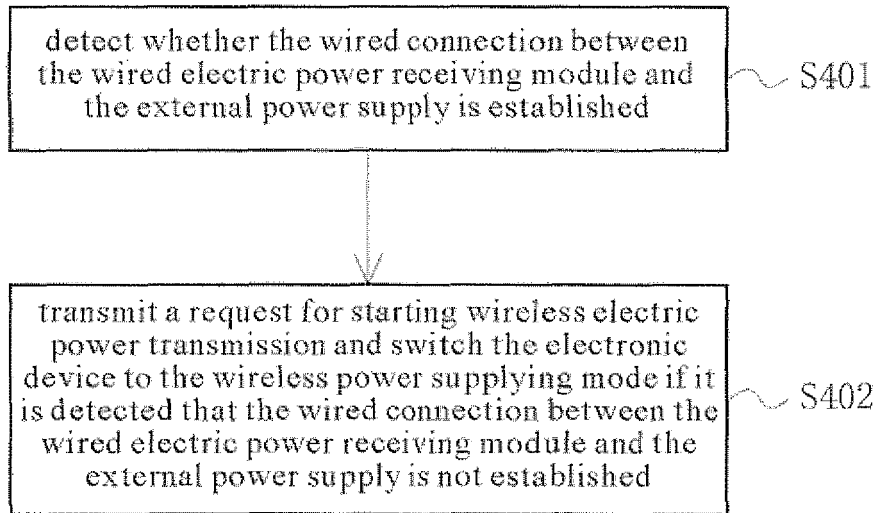 detect whether the wired connection between
the wired electric power receiving module and
the external power supply is established
S401
transmit a request for starting wireless electric
power transmission and switch the electronic
device to the wireless power supplying mode if it
is detected that the wired connection between the
wired electric power receiving module and the
external power supply is not established
S402